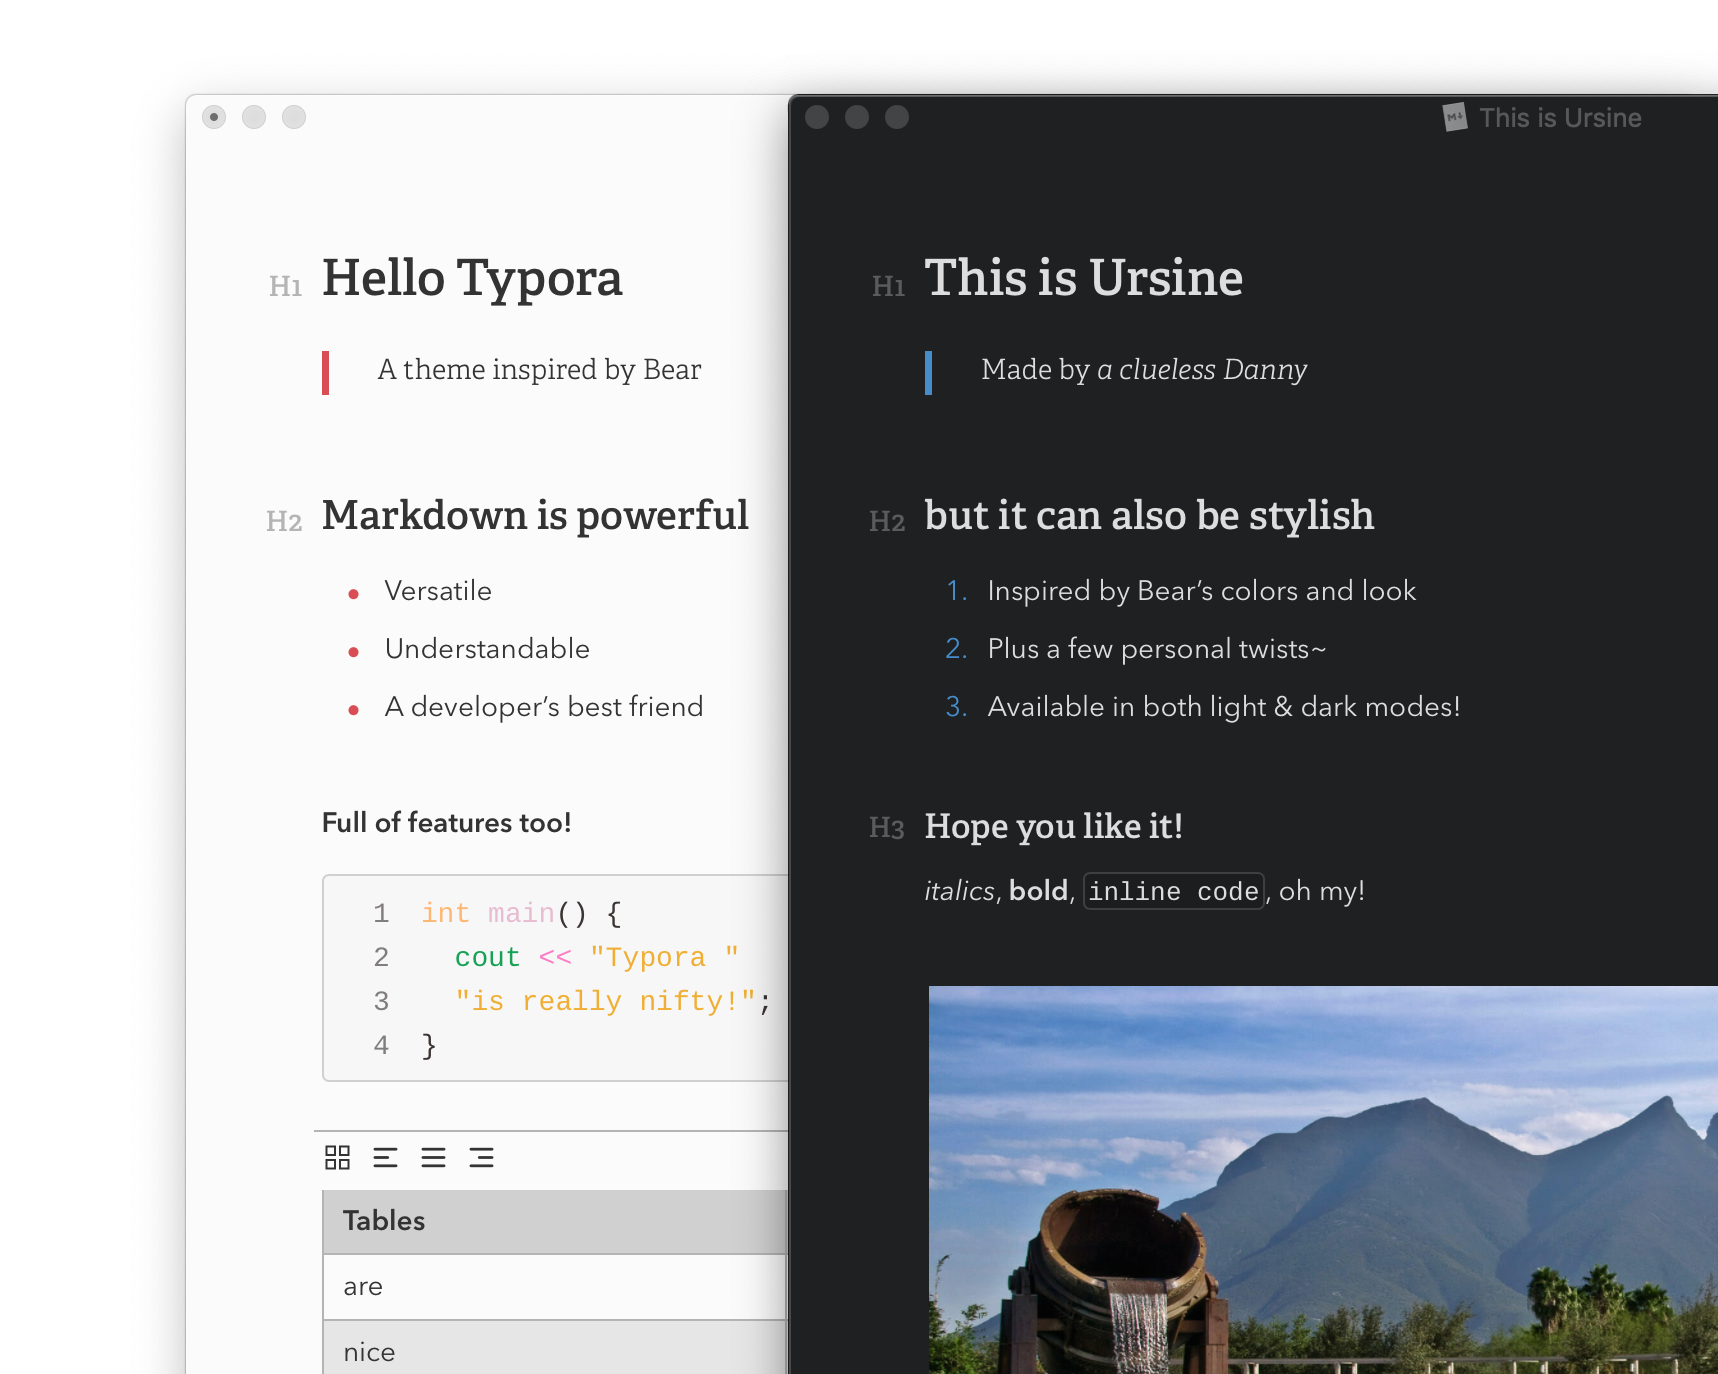 H1 Hello Typora
A theme inspired by Bear
H2 Markdown is powerful
• Versatile
• Understandable
• A developer’s best friend
Full of features too!
1 int main() {
2   cout << "Typora "
3   "is really nifty!";
4 }
Tables
are
nice
This is Ursine
H1 This is Ursine
Made by a clueless Danny
H2 but it can also be stylish
1. Inspired by Bear’s colors and look
2. Plus a few personal twists~
3. Available in both light & dark modes!
H3 Hope you like it!
italics, bold, inline code, oh my!